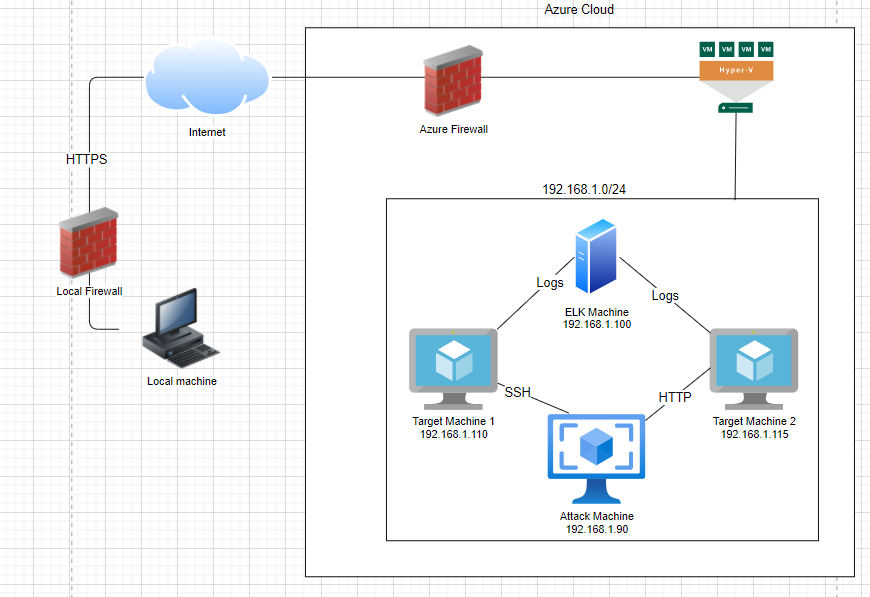 Azure Cloud
VM VM VM VM
Hyper-V
Internet
Azure Firewall
HTTPS
192.168.1.0/24
Local Firewall
Logs
Logs
ELK Machine
192.168.1.100
Local machine
SSH
HTTP
Target Machine 1
192.168.1.110
Target Machine 2
192.168.1.115
Attack Machine
192.168.1.90